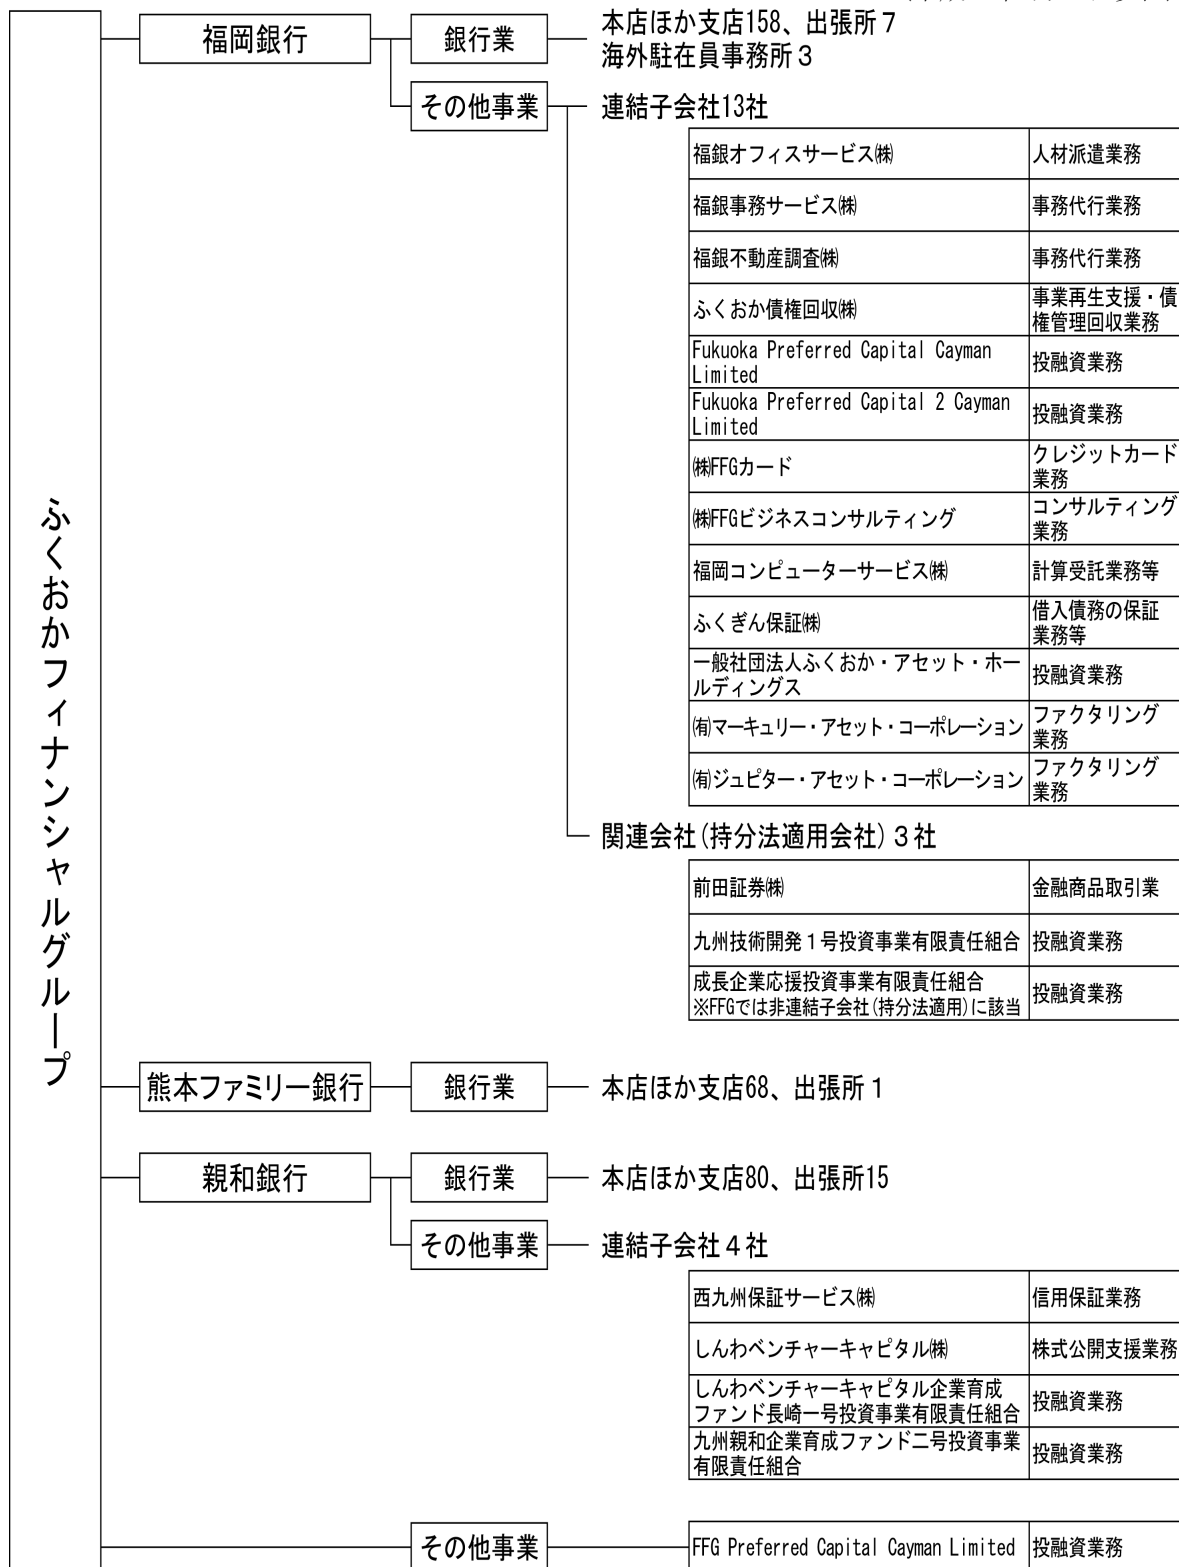 ふくおかフィナンシャルグループ
福岡銀行
銀行業
本店ほか支店158、出張所７
海外駐在員事務所３
その他事業
連結子会社13社
福銀オフィスサービス㈱
人材派遣業務
福銀事務サービス㈱
事務代行業務
福銀不動産調査㈱
事務代行業務
ふくおか債権回収㈱
事業再生支援・債
権管理回収業務
Fukuoka Preferred Capital Cayman
Limited
投融資業務
Fukuoka Preferred Capital 2 Cayman
Limited
投融資業務
㈱FFGカード
クレジットカード
業務
㈱FFGビジネスコンサルティング
コンサルティング
業務
福岡コンピューターサービス㈱
計算受託業務等
ふくぎん保証㈱
借入債務の保証
業務等
一般社団法人ふくおか・アセット・ホー
ルディングス
投融資業務
㈲マーキュリー・アセット・コーポレーション
ファクタリング
業務
㈲ジュピター・アセット・コーポレーション
ファクタリング
業務
関連会社(持分法適用会社)３社
前田証券㈱
金融商品取引業
九州技術開発１号投資事業有限責任組合
投融資業務
成長企業応援投資事業有限責任組合
※FFGでは非連結子会社(持分法適用)に該当
投融資業務
熊本ファミリー銀行
銀行業
本店ほか支店68、出張所１
親和銀行
銀行業
本店ほか支店80、出張所15
その他事業
連結子会社４社
西九州保証サービス㈱
信用保証業務
しんわベンチャーキャピタル㈱
株式公開支援業務
しんわベンチャーキャピタル企業育成
ファンド長崎一号投資事業有限責任組合
投融資業務
九州親和企業育成ファンド二号投資事業
有限責任組合
投融資業務
その他事業
FFG Preferred Capital Cayman Limited
投融資業務